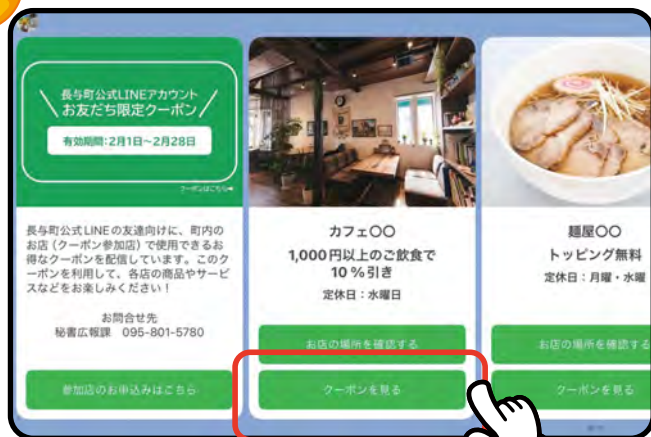 長与町公式LINEアカウント
お友だち限定クーポン
有効期間:2月1日~2月28日
クーポンはこちら
長与町公式LINEの友達向けに、町内の
お店(クーポン参加店)で使用できるお
得なクーポンを配信しています。このク
ーポンを利用して、各店の商品やサービ
スなどをお楽しみください!
お問合せ先
秘書広報課 095-801-5780
参加店のお申込みはこちら
カフェ〇〇
1,000円以上のご飲食で
10%引き
定休日:水曜日
お店の場所を確認する
クーポンを見る
麺屋〇〇
トッピング無料
定休日:月曜・水曜
お店の場所を確認する
クーポンを見る